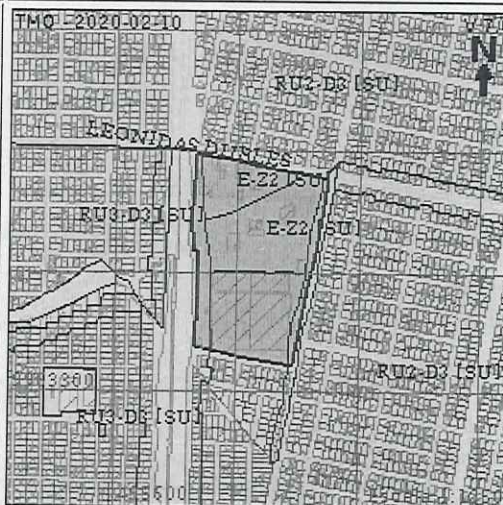 TMQ - 2020-02-10
N
RU2-D3 [SU]
LEONIDAS DUBLES
E-Z2 [SU]
RU3-D3 [SU]
E-Z2 [SU]
RU2-D3 [SU]
3300
RU3-D3 [SU]